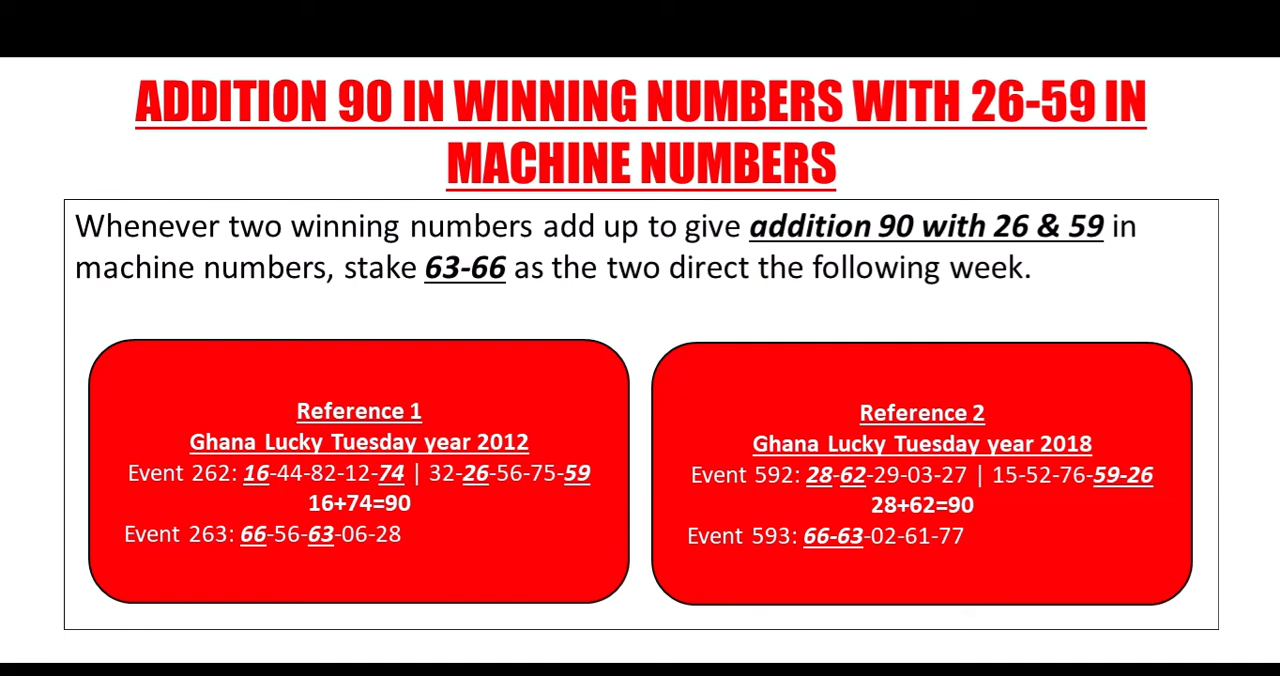 ADDITION 90 IN WINNING NUMBERS WITH 26-59 IN
MACHINE NUMBERS
Whenever two winning numbers add up to give addition 90 with 26 & 59 in
machine numbers, stake 63-66 as the two direct the following week.
Reference 1
Ghana Lucky Tuesday year 2012
Event 262: 16-44-82-12-74 | 32-26-56-75-59
16+74=90
Event 263: 66-56-63-06-28
Reference 2
Ghana Lucky Tuesday year 2018
Event 592: 28-62-29-03-27 | 15-52-76-59-26
28+62=90
Event 593: 66-63-02-61-77